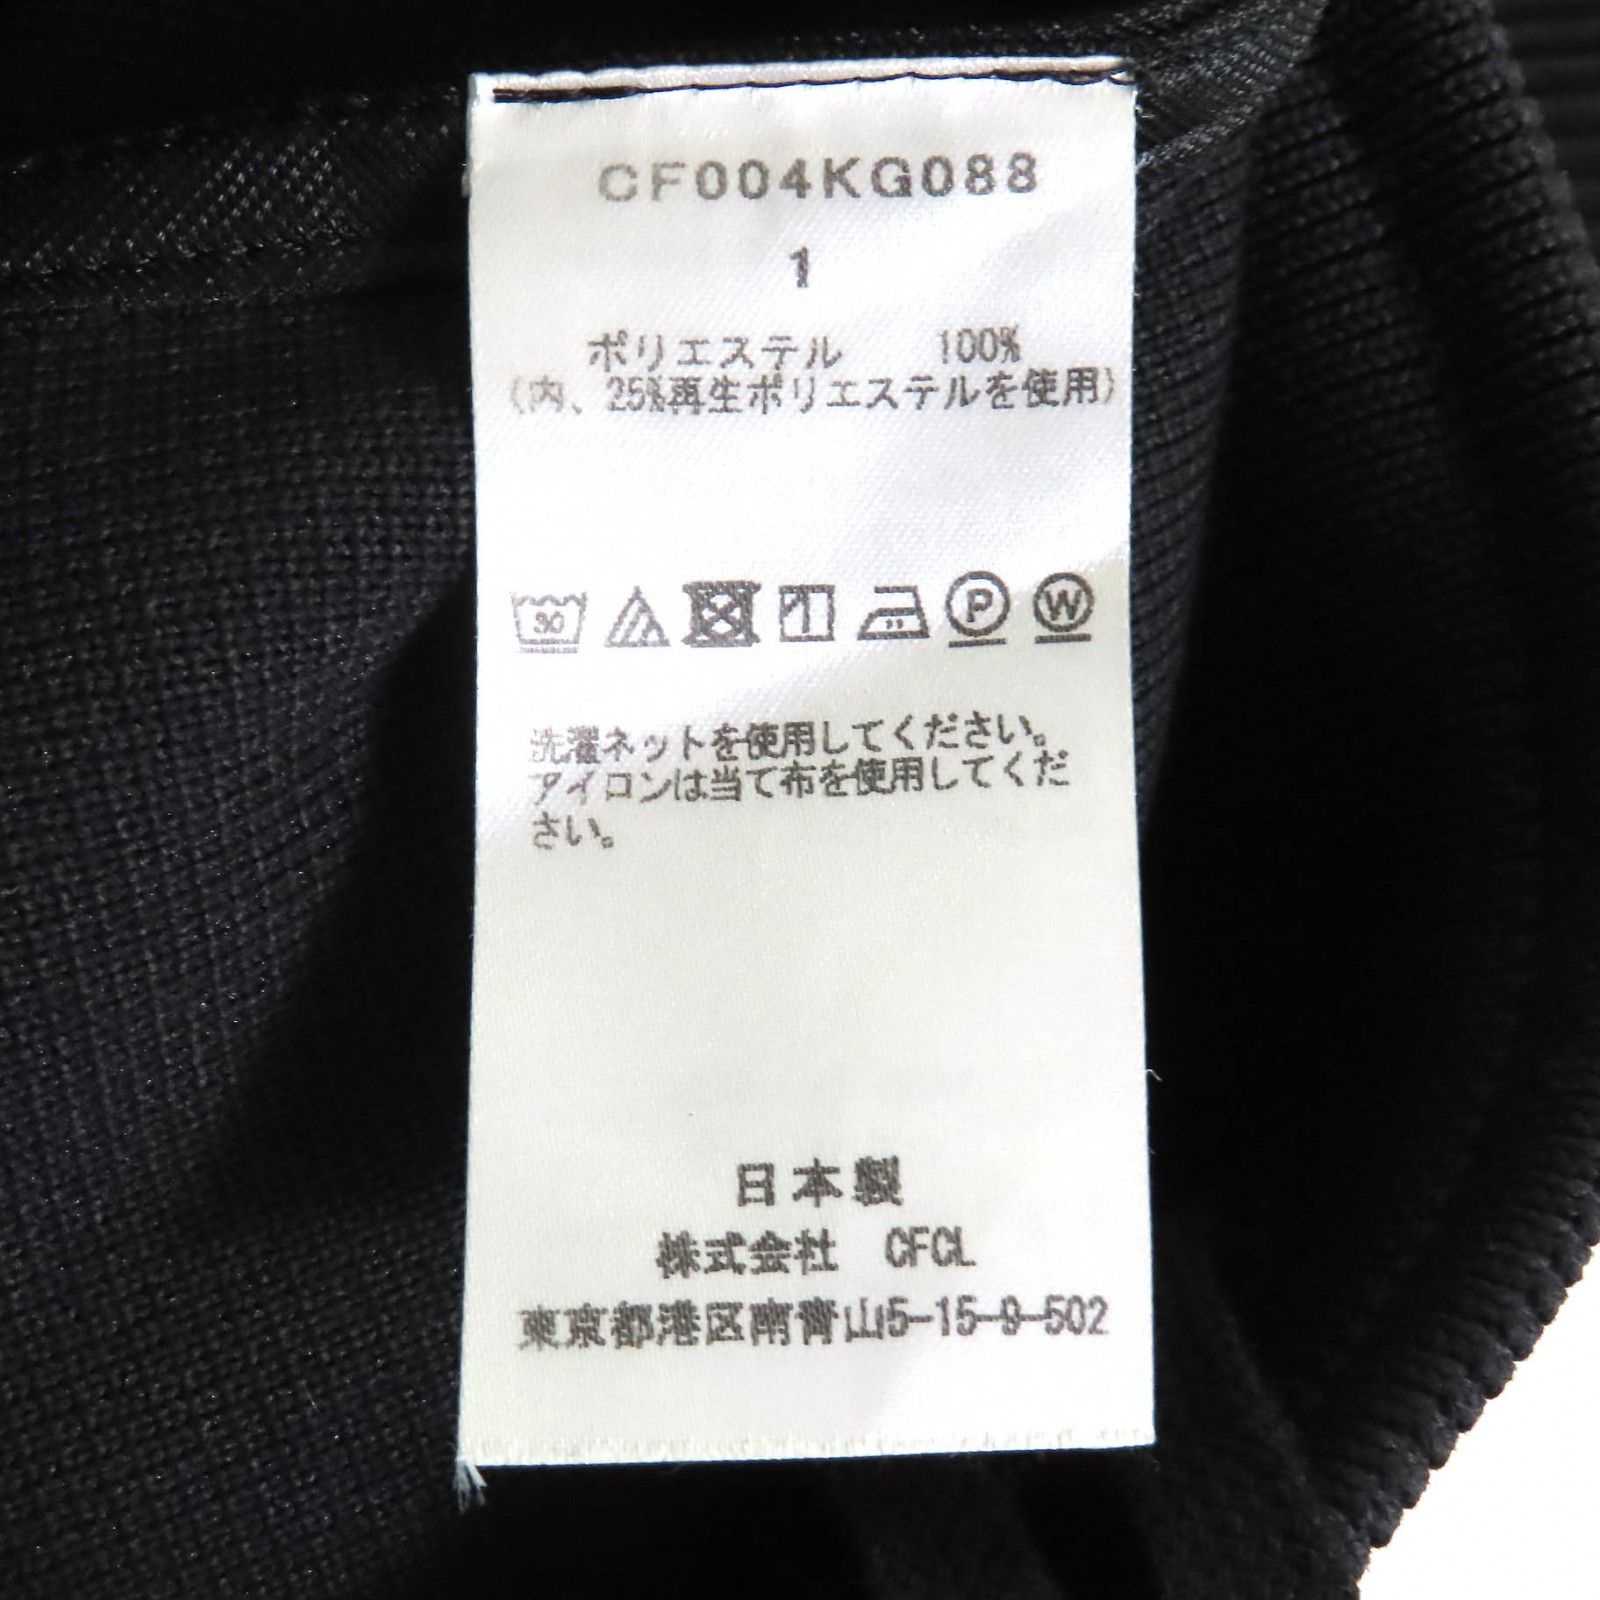 CF004KG088
1
ポリエステル 100%
(内、25%再生ポリエステルを使用)
30 P W
洗濯ネットを使用してください。
アイロンは当て布を使用してくだ
さい。
日本製
株式会社 CFCL
東京都港区南青山5-15-9-502